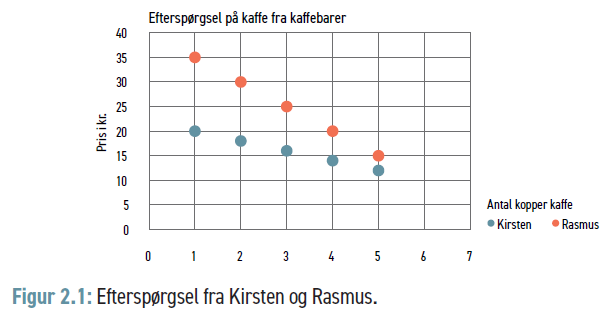 Efterspørgsel på kaffe fra kaffebarer
40
35
30
25
20
15
10
5
0
Pris i kr.
0 1 2 3 4 5 6 7
Antal kopper kaffe
Kirsten Rasmus
Figur 2.1: Efterspørgsel fra Kirsten og Rasmus.